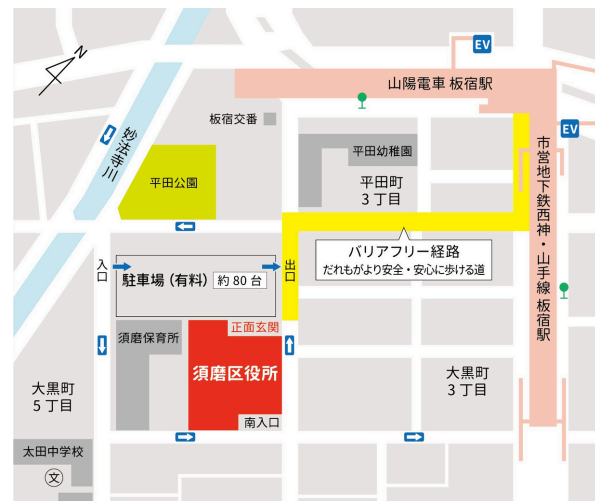 N
EV
山陽電車 板宿駅
EV
板宿交番
妙法寺川
平田幼稚園
平田公園
平田町
3丁目
市営地下鉄西神・山手線 板宿駅
バリアフリー経路
だれもがより安全・安心に歩ける道
入口
駐車場(有料) 約80台
出口
須磨保育所
正面玄関
須磨区役所
南入口
大黒町
5丁目
大黒町
3丁目
太田中学校
文